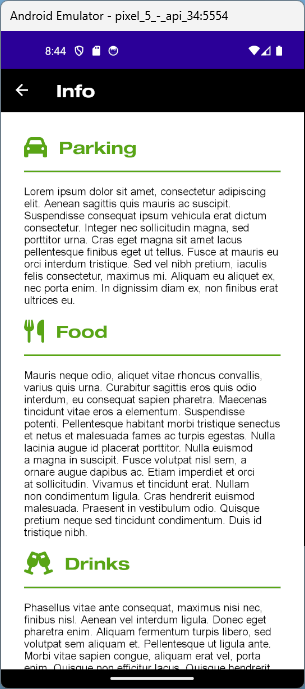 Android Emulator - pixel_5_-_api_34:5554
8:44
Info
Parking
Lorem ipsum dolor sit amet, consectetur adipiscing
elit. Aenean sagittis quis mauris ac suscipit.
Suspendisse consequat ipsum vehicula erat dictum
consectetur. Integer nec sollicitudin magna, sed
porttitor urna. Cras eget magna sit amet lacus
pellentesque finibus eget ut tellus. Fusce at mauris eu
orci interdum tristique. Sed vel nibh pretium, iaculis
felis consectetur, maximus mi. Aliquam eu aliquet ex,
nec porta enim. In dignissim diam ex, non finibus erat
ultrices eu.
Food
Mauris neque odio, aliquet vitae rhoncus convallis,
varius quis urna. Curabitur sagittis eros quis odio
interdum, eu consequat sapien pharetra. Maecenas
tincidunt vitae eros a elementum. Suspendisse
potenti. Pellentesque habitant morbi tristique senectus
et netus et malesuada fames ac turpis egestas. Nulla
lacinia augue id placerat porttitor. Nulla euismod
a magna in suscipit. Fusce volutpat nisl sem, a
ornare augue dapibus ac. Etiam imperdiet et orci
at sollicitudin. Vivamus et tincidunt erat. Nullam
non condimentum ligula. Cras hendrerit euismod
malesuada. Praesent in vestibulum odio. Quisque
pretium neque sed tincidunt condimentum. Duis id
tristique nibh.
Drinks
Phasellus vitae ante consequat, maximus nisi nec,
finibus nisl. Aenean vel interdum ligula. Donec eget
pharetra enim. Aliquam fermentum turpis libero, sed
volutpat sem aliquam et. Pellentesque ut ligula ante.
Morbi vitae sapien congue, aliquam erat vel, mattis
enim. Quisque non efficitur lacus. Quisque hendrerit